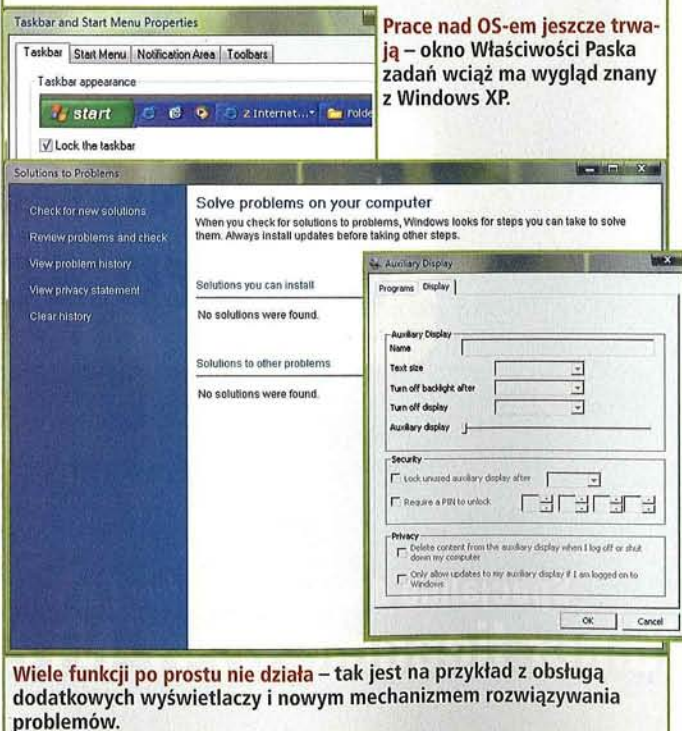 Taskbar and Start Menu Properties
Taskbar Start Menu Notification Area Toolbars
Taskbar appearance
start 2 Internet...
Lock the taskbar
Prace nad OS-em jeszcze trwa-
ją – okno Właściwości Paska
zadań wciąż ma wygląd znany
z Windows XP.
Solutions to Problems
Check for new solutions
Review problems and check
View problem history
View privacy statement
Clear history
Solve problems on your computer
When you check for solutions to problems, Windows looks for steps you can take to solve
them. Always install updates before taking other steps.
Solutions you can install
No solutions were found.
Solutions to other problems
No solutions were found.
Auxiliary Display
Programs Display
Auxiliary Display
Name
Text size
Turn off backlight after
Turn off display
Auxiliary display
Security
Lock unused auxiliary display after
Require a PIN to unlock
Privacy
Delete content from the auxiliary display when I log off or shut
down my computer
Only allow updates to my auxiliary display if I am logged on to
Windows
OK Cancel
Wiele funkcji po prostu nie działa – tak jest na przykład z obsługą
dodatkowych wyświetlaczy i nowym mechanizmem rozwiązywania
problemów.